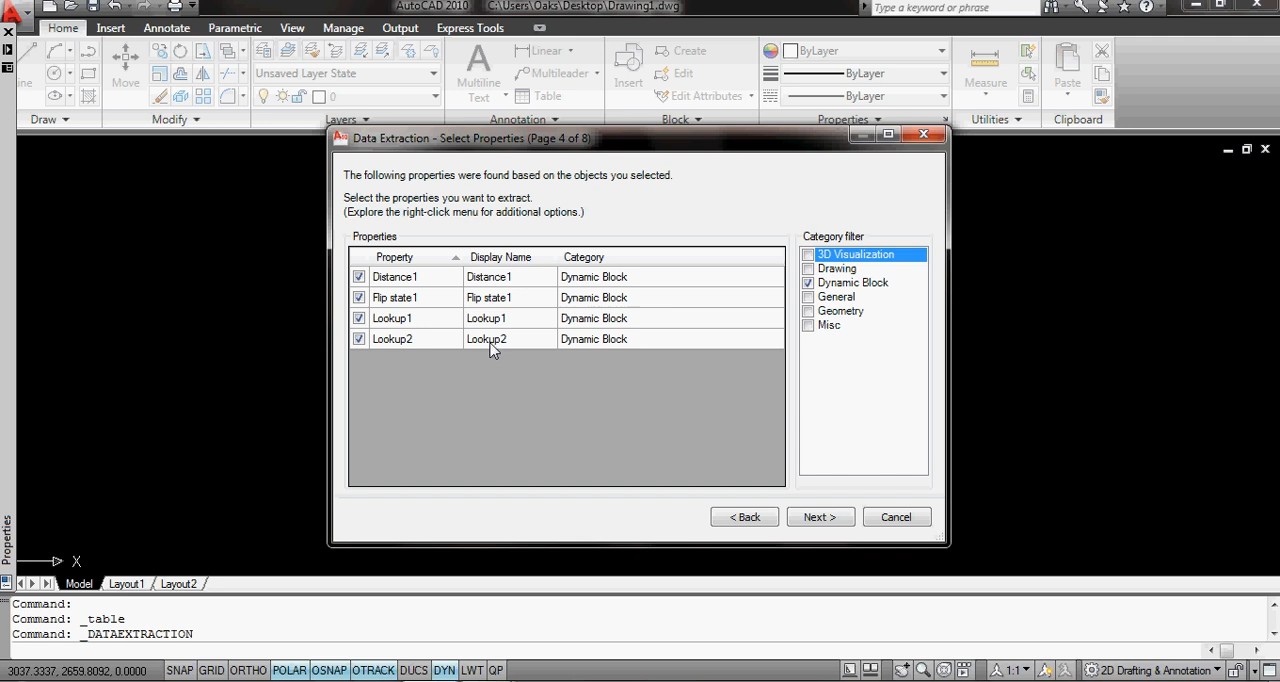 AutoCAD 2010 C:\Users\Oaks\Desktop\Drawing1.dwg Type a keyword or phrase
Home Insert Annotate Parametric View Manage Output Express Tools
Move
Unsaved Layer State
0
Multiline
Text
Linear
Multileader
Table
Insert
Create
Edit
Edit Attributes
ByLayer
ByLayer
ByLayer
Measure
Paste
Draw Modify Layers Annotation Block Properties Utilities Clipboard
Data Extraction - Select Properties (Page 4 of 8)
The following properties were found based on the objects you selected.
Select the properties you want to extract.
(Explore the right-click menu for additional options.)
Properties
Property Display Name Category
Distance1 Distance1 Dynamic Block
Flip state1 Flip state1 Dynamic Block
Lookup1 Lookup1 Dynamic Block
Lookup2 Lookup2 Dynamic Block
Category filter
3D Visualization
Drawing
Dynamic Block
General
Geometry
Misc
< Back Next > Cancel
Properties
X
Model Layout1 Layout2
Command:
Command: _table
Command: _DATAEXTRACTION
3037.3337, 2659.8092, 0.0000 SNAP GRID ORTHO POLAR OSNAP OTRACK DUCS DYN LWT QP 1:1 2D Drafting & Annotation